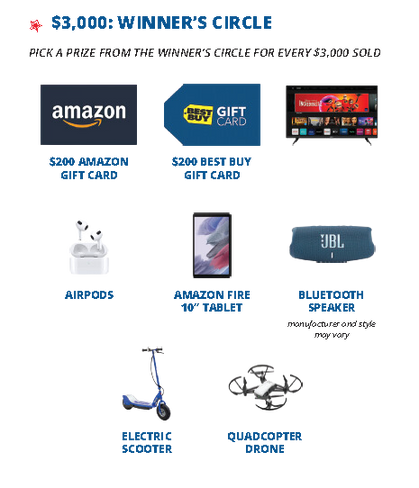 $3,000: WINNER'S CIRCLE
PICK A PRIZE FROM THE WINNER'S CIRCLE FOR EVERY $3,000 SOLD
amazon
BEST BUY
GIFT CARD
$200 AMAZON
GIFT CARD
$200 BEST BUY
GIFT CARD
JBL
AIRPODS
AMAZON FIRE
10" TABLET
BLUETOOTH
SPEAKER
manufacturer and style
may vary
ELECTRIC
SCOOTER
QUADCOPTER
DRONE